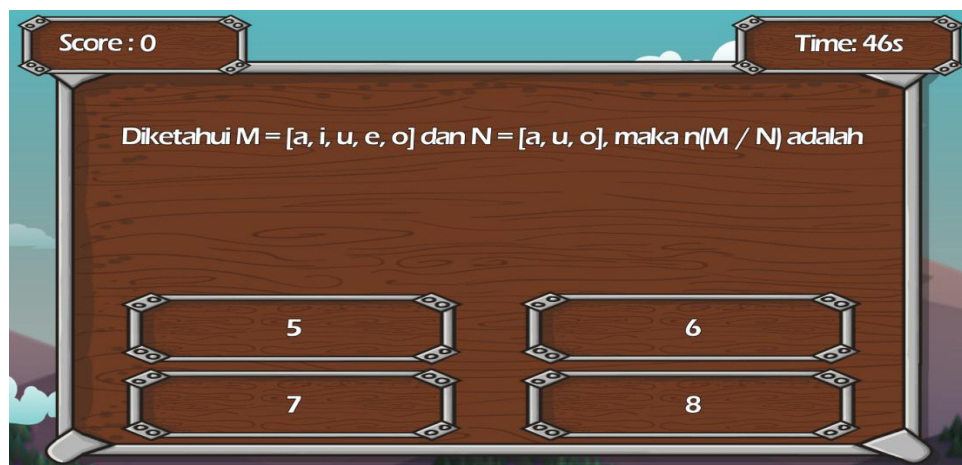 Score : 0
Time: 46s
Diketahui M = [a, i, u, e, o] dan N = [a, u, o], maka n(M / N) adalah
5
6
7
8